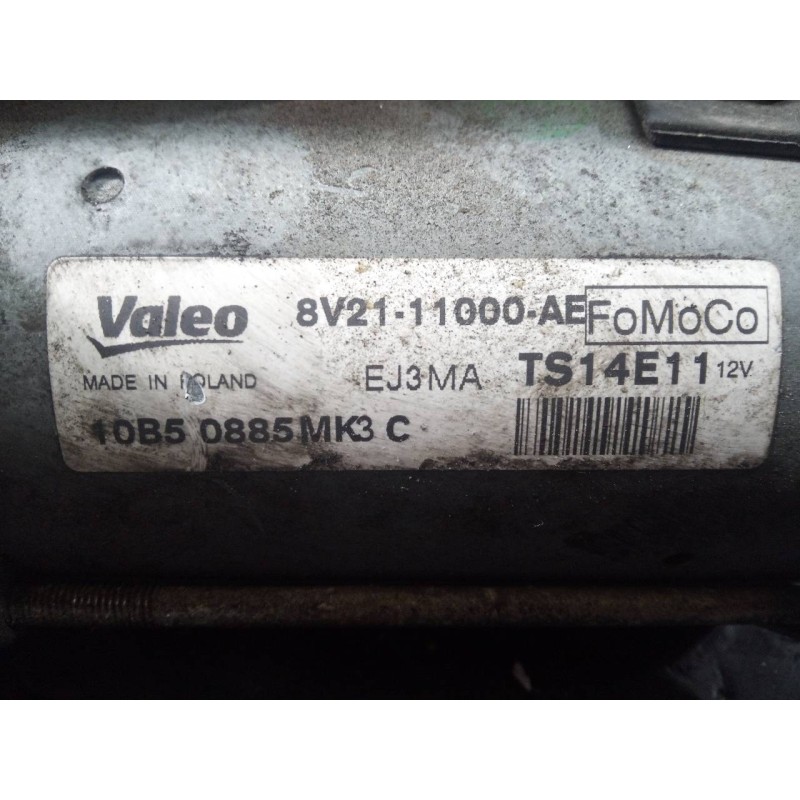 Valeo 8V21-11000-AE FoMoCo
MADE IN POLAND EJ3MA TS14E11 12V
10B5 0885MK3 C